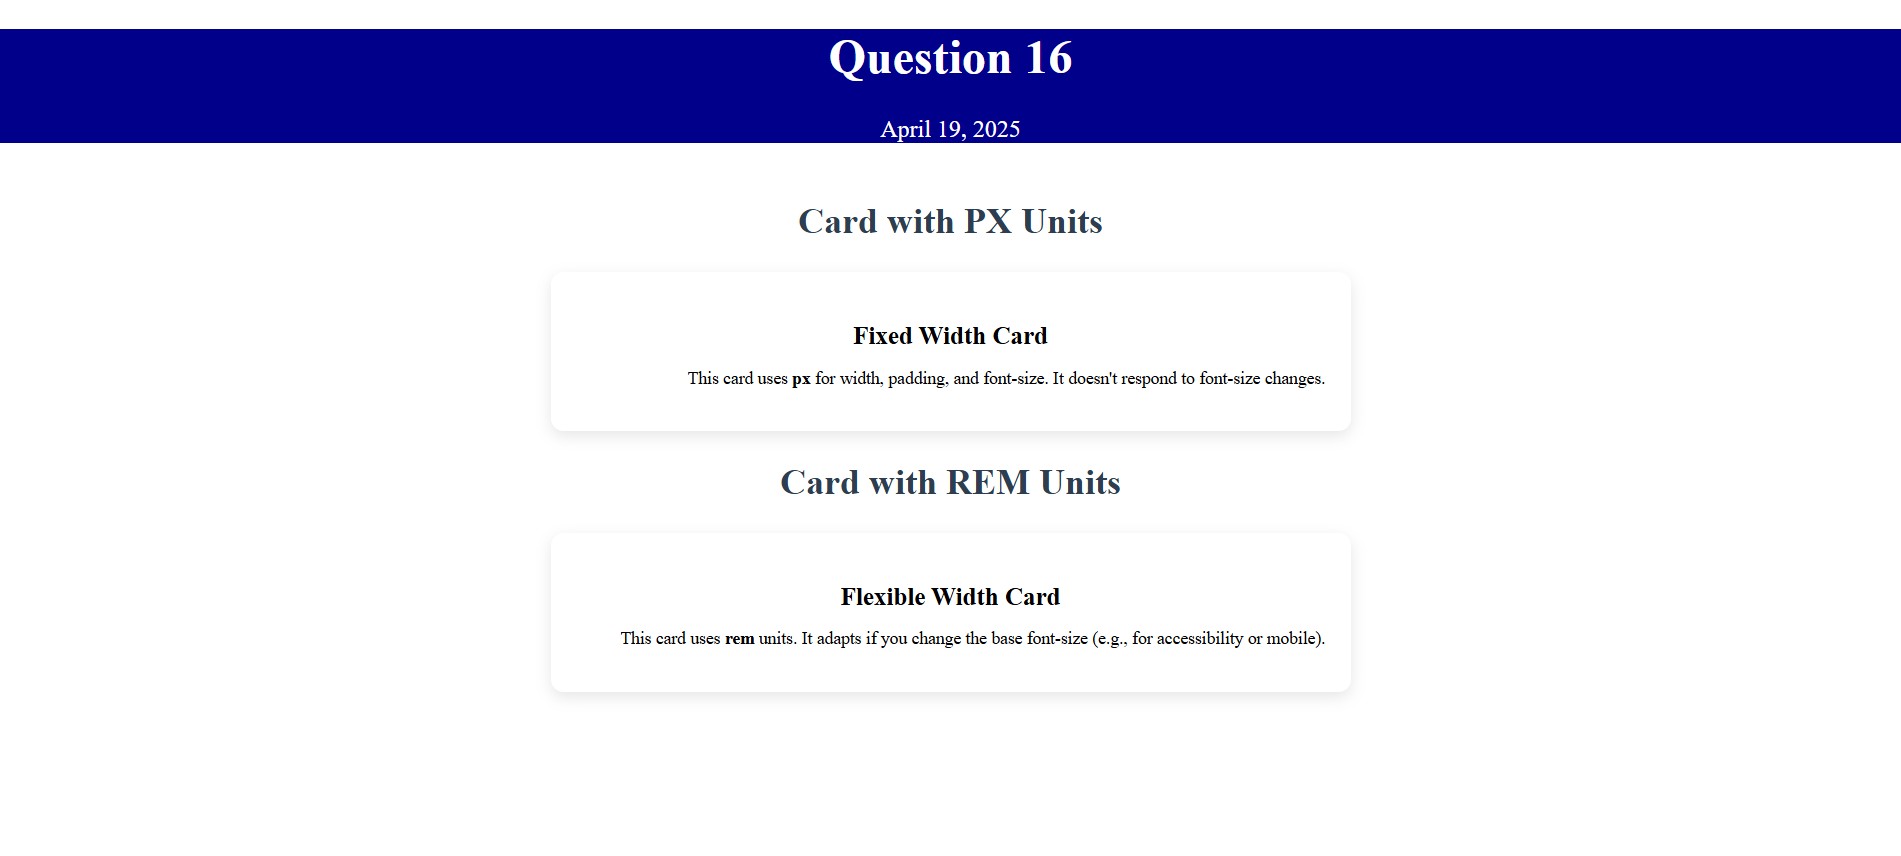 Question 16
April 19, 2025
Card with PX Units
Fixed Width Card
This card uses px for width, padding, and font-size. It doesn't respond to font-size changes.
Card with REM Units
Flexible Width Card
This card uses rem units. It adapts if you change the base font-size (e.g., for accessibility or mobile).